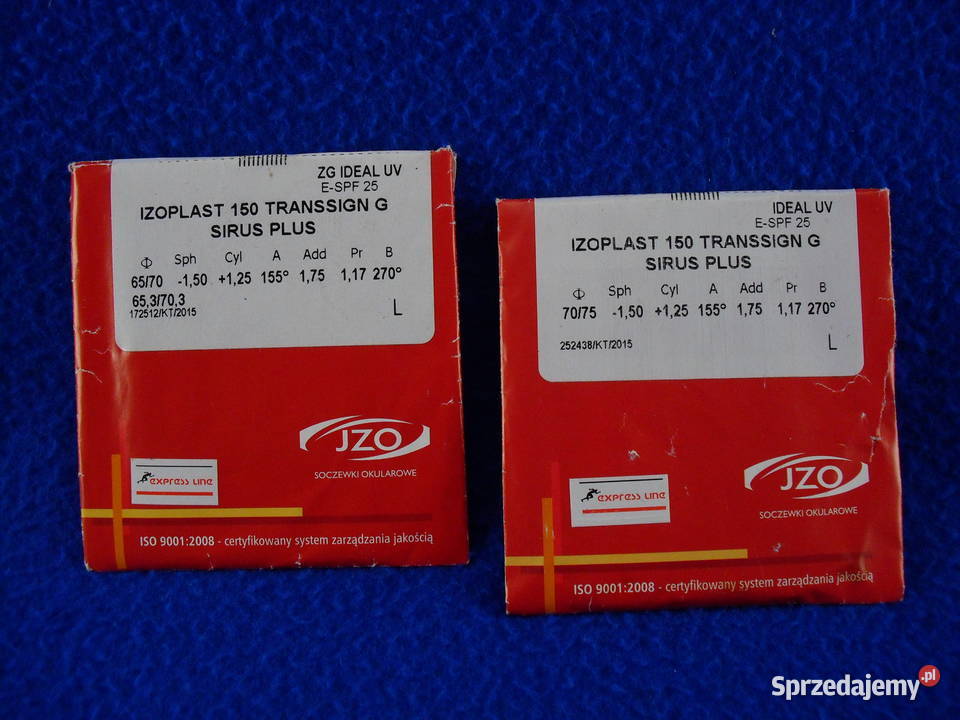 ZG IDEAL UV
E-SPF 25
IZOPLAST 150 TRANSSIGN G
SIRUS PLUS
Φ Sph Cyl A Add Pr B
65/70 -1,50 +1,25 155° 1,75 1,17 270°
65,3/70,3
172512/KT/2015
L
JZO
SOCZEWKI OKULAROWE
EXPRESS LINE
ISO 9001:2008 - certyfikowany system zarządzania jakością
IDEAL UV
E-SPF 25
IZOPLAST 150 TRANSSIGN G
SIRUS PLUS
Φ Sph Cyl A Add Pr B
70/75 -1,50 +1,25 155° 1,75 1,17 270°
252438/KT/2015
L
JZO
SOCZEWKI OKULAROWE
EXPRESS LINE
ISO 9001:2008 - certyfikowany system zarządzania jakością
Sprzedajemy.pl